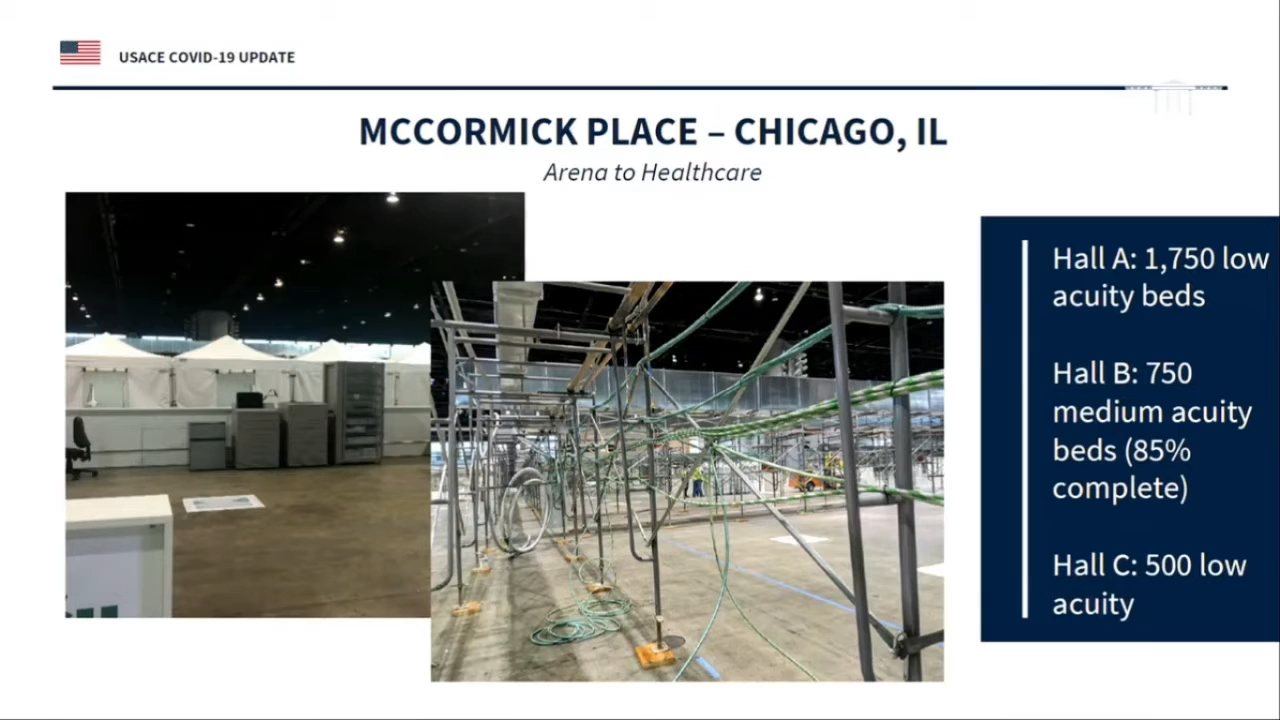 USACE COVID-19 UPDATE
MCCORMICK PLACE – CHICAGO, IL
Arena to Healthcare
Hall A: 1,750 low
acuity beds
Hall B: 750
medium acuity
beds (85%
complete)
Hall C: 500 low
acuity